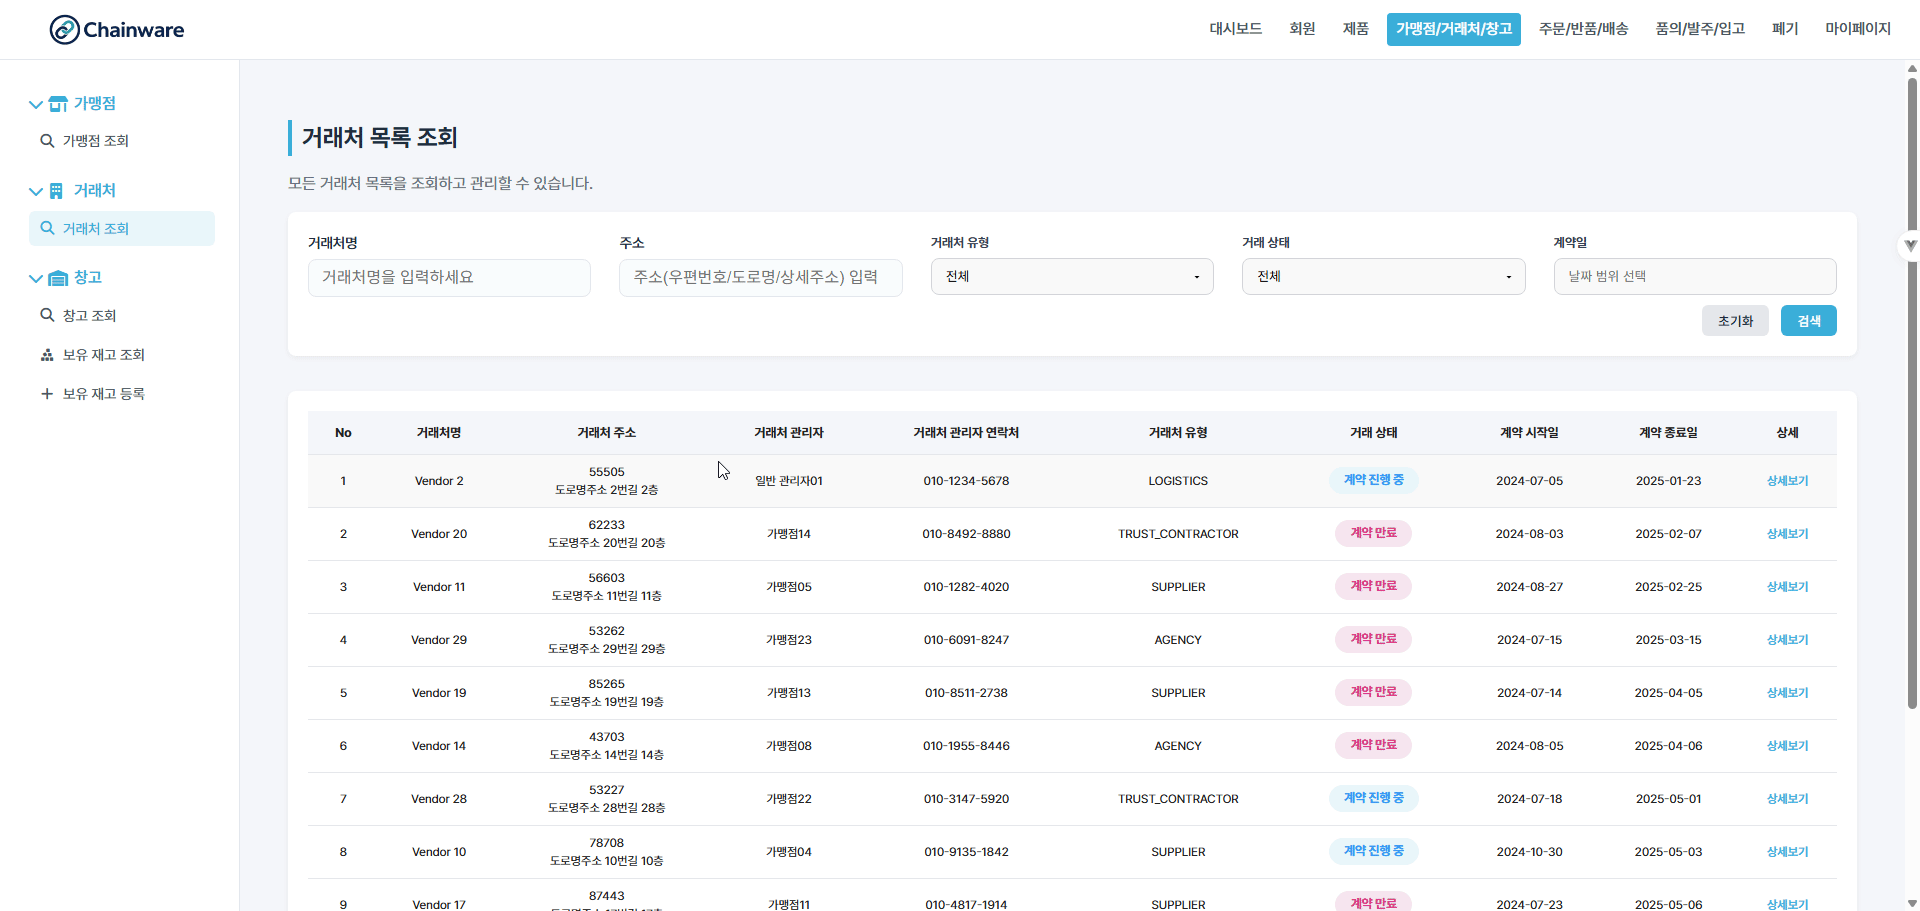 Chainware
대시보드 회원 제품 가맹점/거래처/창고 주문/반품/배송 품의/발주/입고 폐기 마이페이지
가맹점
가맹점 조회
거래처
거래처 조회
창고
창고 조회
보유 재고 조회
보유 재고 등록
거래처 목록 조회
모든 거래처 목록을 조회하고 관리할 수 있습니다.
거래처명 주소 거래처 유형 거래 상태 계약일
거래처명을 입력하세요 주소(우편번호/도로명/상세주소) 입력 전체 전체 날짜 범위 선택
초기화 검색
No 거래처명 거래처 주소 거래처 관리자 거래처 관리자 연락처 거래처 유형 거래 상태 계약 시작일 계약 종료일 상세
55505
1 Vendor 2 도로명주소 2번길 2층 일반 관리자01 010-1234-5678 LOGISTICS 계약 진행 중 2024-07-05 2025-01-23 상세보기
62233
2 Vendor 20 도로명주소 20번길 20층 가맹점14 010-8492-8880 TRUST_CONTRACTOR 계약 만료 2024-08-03 2025-02-07 상세보기
56603
3 Vendor 11 도로명주소 11번길 11층 가맹점05 010-1282-4020 SUPPLIER 계약 만료 2024-08-27 2025-02-25 상세보기
53262
4 Vendor 29 도로명주소 29번길 29층 가맹점23 010-6091-8247 AGENCY 계약 만료 2024-07-15 2025-03-15 상세보기
85265
5 Vendor 19 도로명주소 19번길 19층 가맹점13 010-8511-2738 SUPPLIER 계약 만료 2024-07-14 2025-04-05 상세보기
43703
6 Vendor 14 도로명주소 14번길 14층 가맹점08 010-1955-8446 AGENCY 계약 만료 2024-08-05 2025-04-06 상세보기
53227
7 Vendor 28 도로명주소 28번길 28층 가맹점22 010-3147-5920 TRUST_CONTRACTOR 계약 진행 중 2024-07-18 2025-05-01 상세보기
78708
8 Vendor 10 도로명주소 10번길 10층 가맹점04 010-9135-1842 SUPPLIER 계약 진행 중 2024-10-30 2025-05-03 상세보기
87443
9 Vendor 17 가맹점11 010-4817-1914 SUPPLIER 계약 만료 2024-07-23 2025-05-06 상세보기